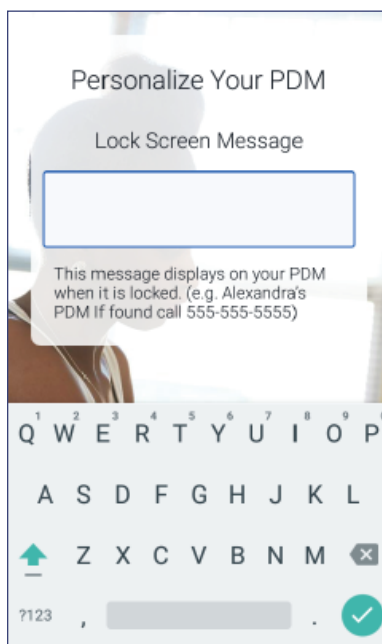 Personalize Your PDM
Lock Screen Message
This message displays on your PDM
when it is locked. (e.g. Alexandra's
PDM If found call 555-555-5555)
1 2 3 4 5 6 7 8 9
Q W E R T Y U I O P
A S D F G H J K L
Z X C V B N M
?123 , .